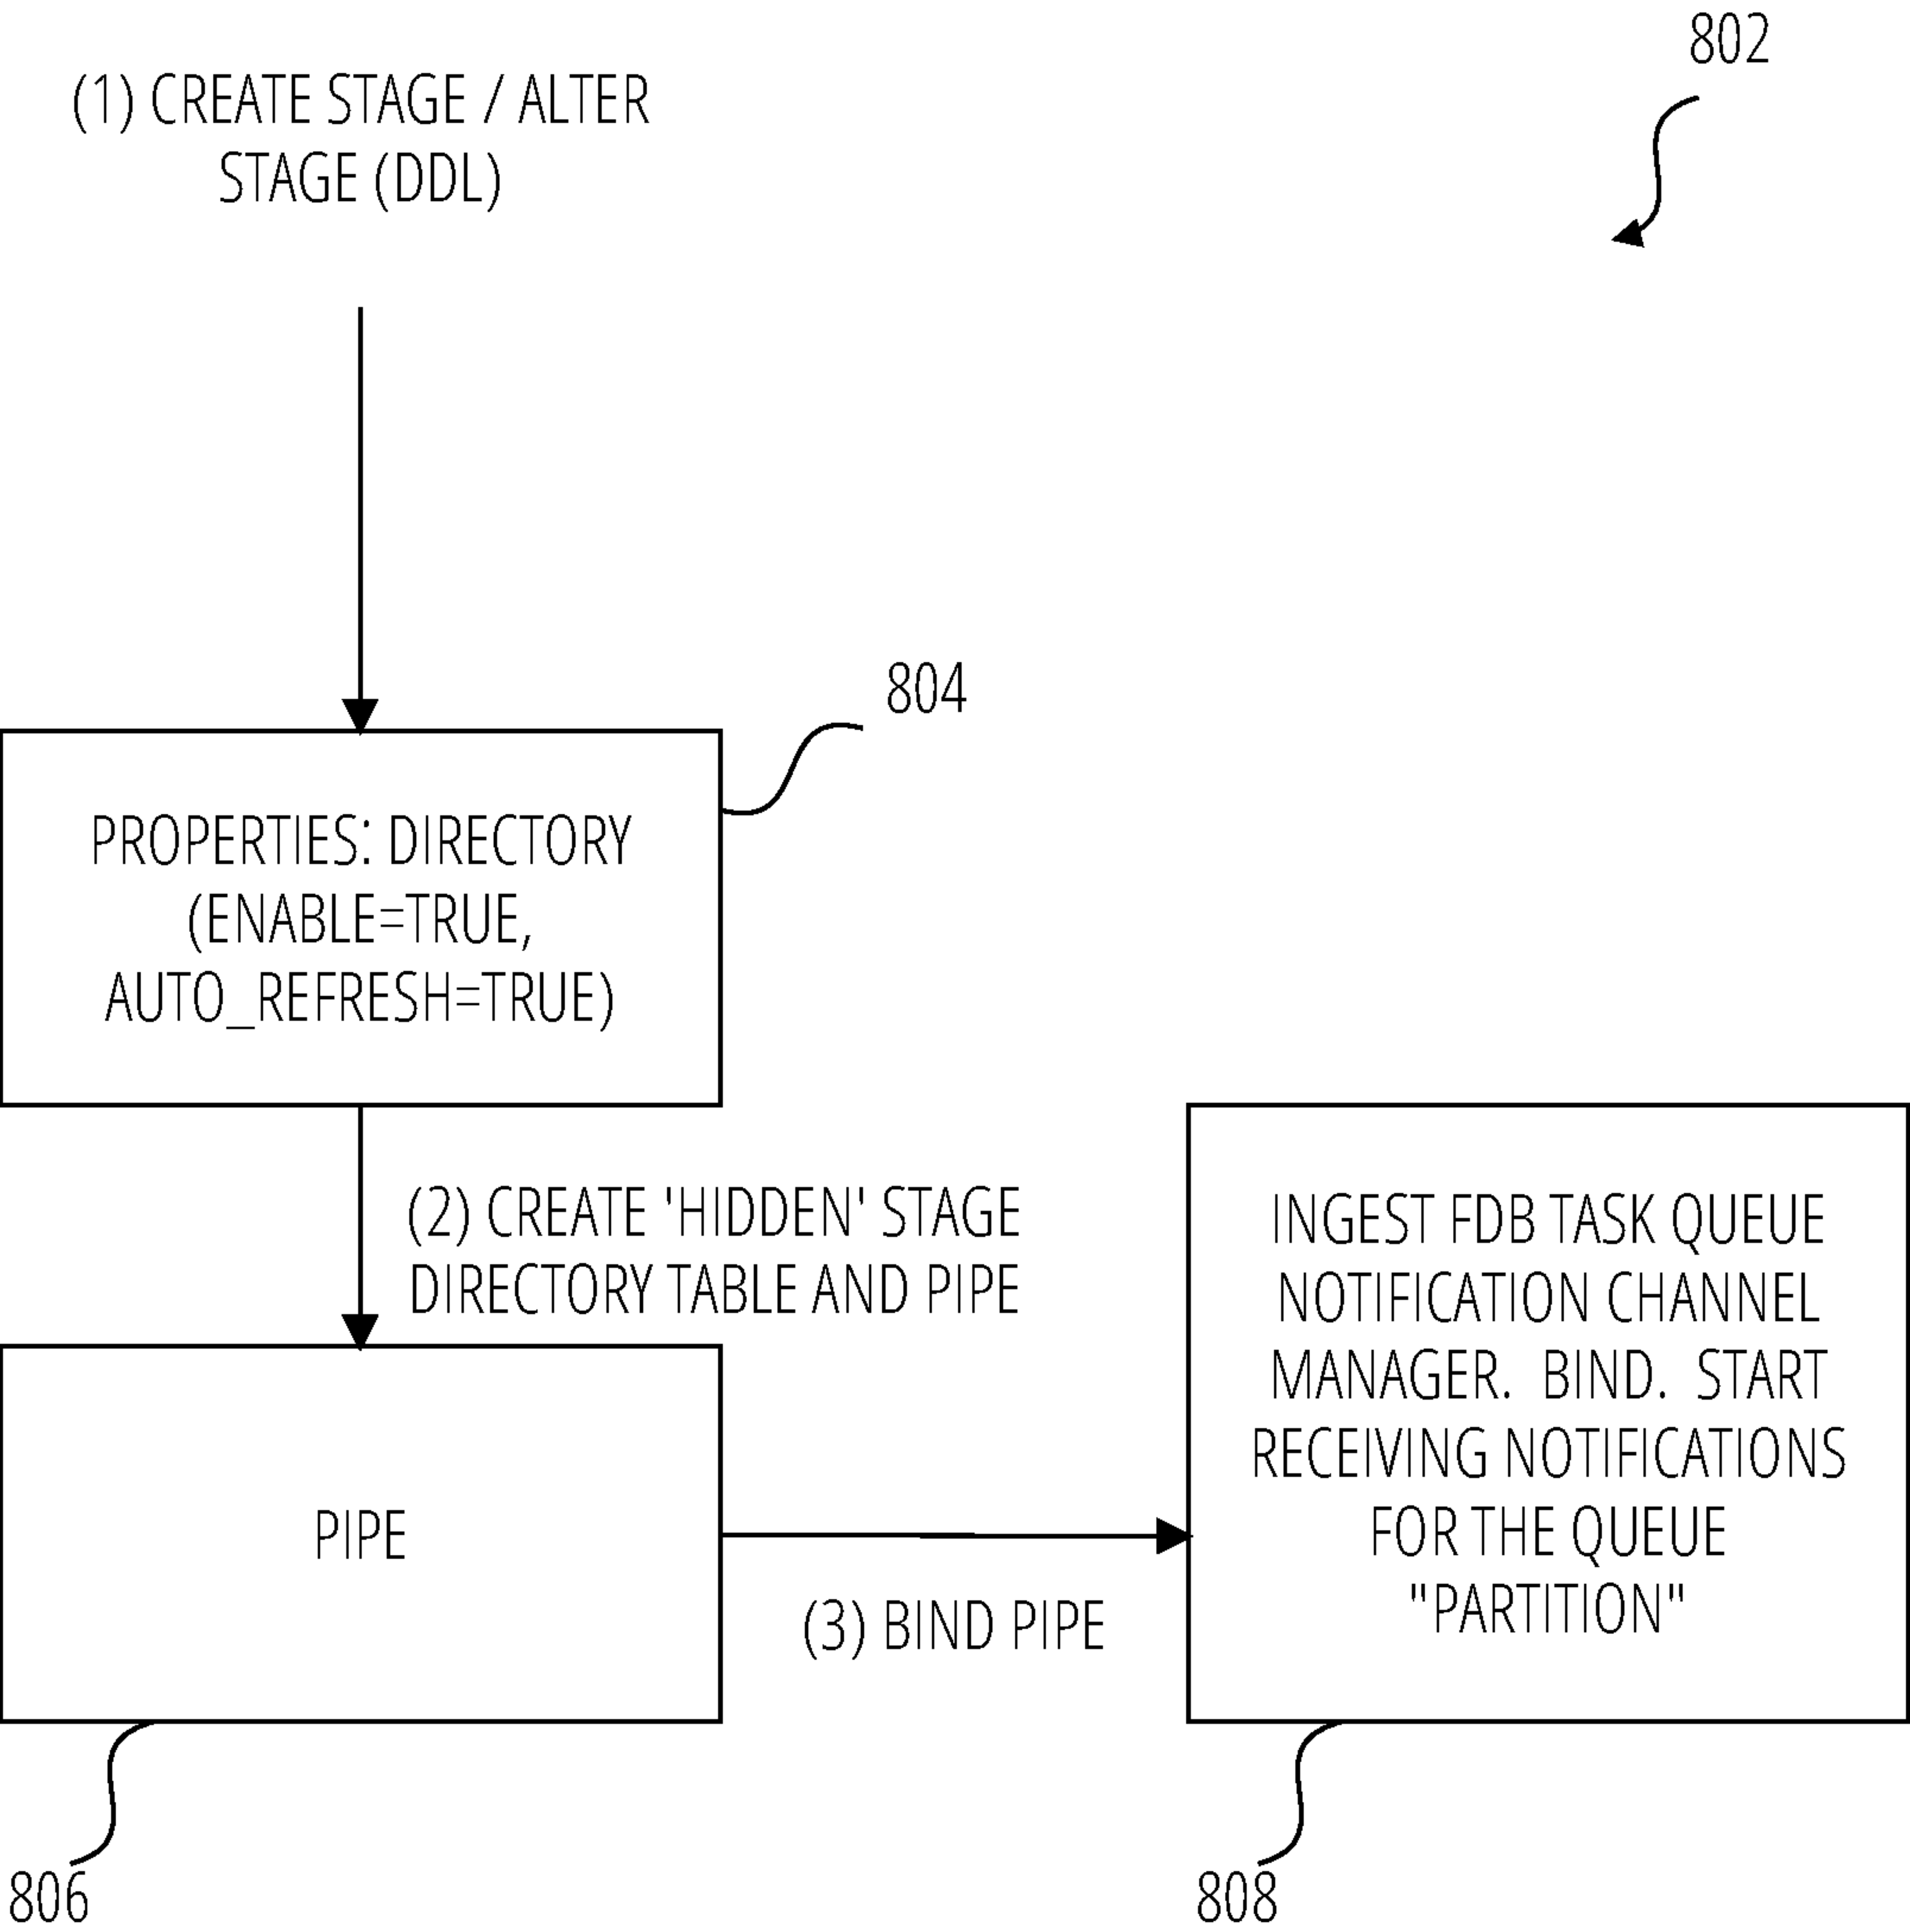 802
(1) CREATE STAGE / ALTER
STAGE (DDL)
804
PROPERTIES: DIRECTORY
(ENABLE=TRUE,
AUTO_REFRESH=TRUE)
(2) CREATE 'HIDDEN' STAGE
DIRECTORY TABLE AND PIPE
INGEST FDB TASK QUEUE
NOTIFICATION CHANNEL
MANAGER.  BIND.  START
RECEIVING NOTIFICATIONS
FOR THE QUEUE
"PARTITION"
PIPE
(3) BIND PIPE
806
808